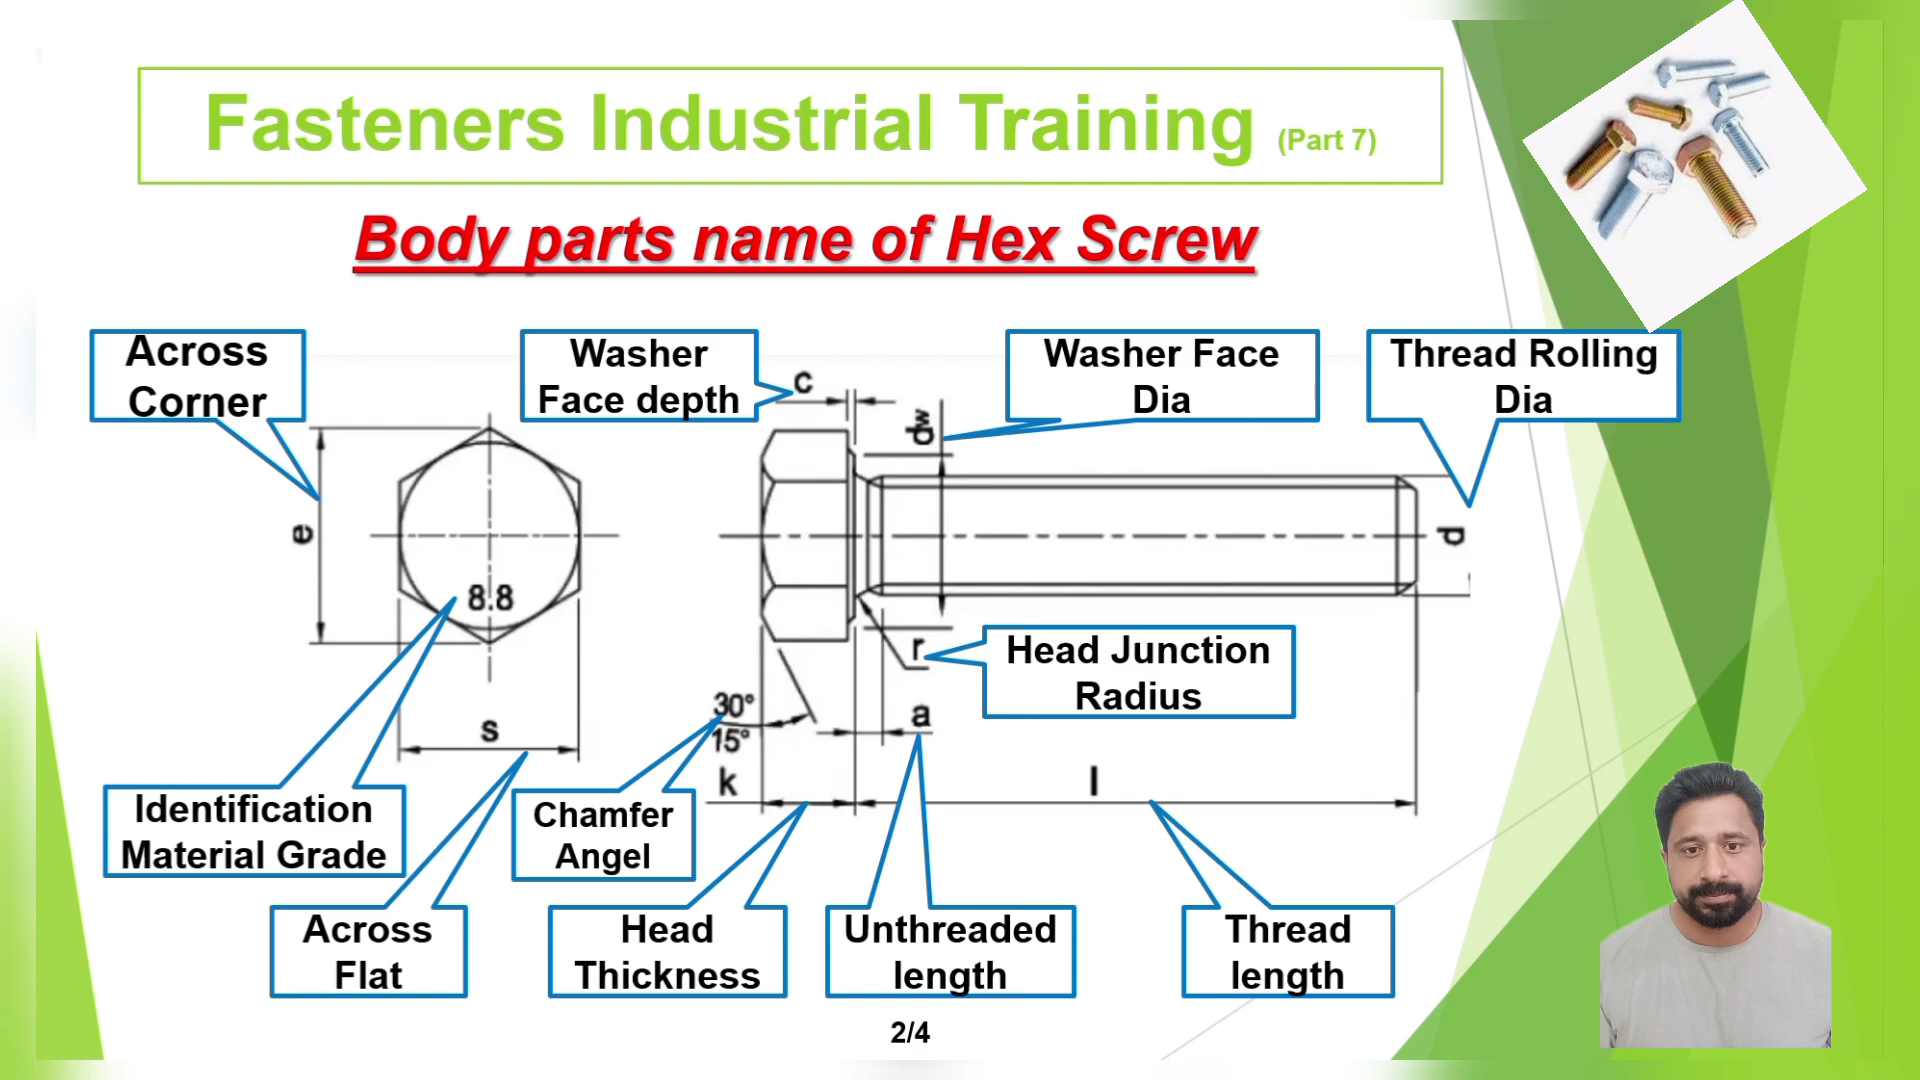 Fasteners Industrial Training (Part 7)
Body parts name of Hex Screw
Across
Corner
Washer
Face depth
Washer Face
Dia
Thread Rolling
Dia
c
dw
e
d
8.8
s
r
Head Junction
Radius
30°
15°
a
k
l
Identification
Material Grade
Chamfer
Angel
Across
Flat
Head
Thickness
Unthreaded
length
Thread
length
2/4